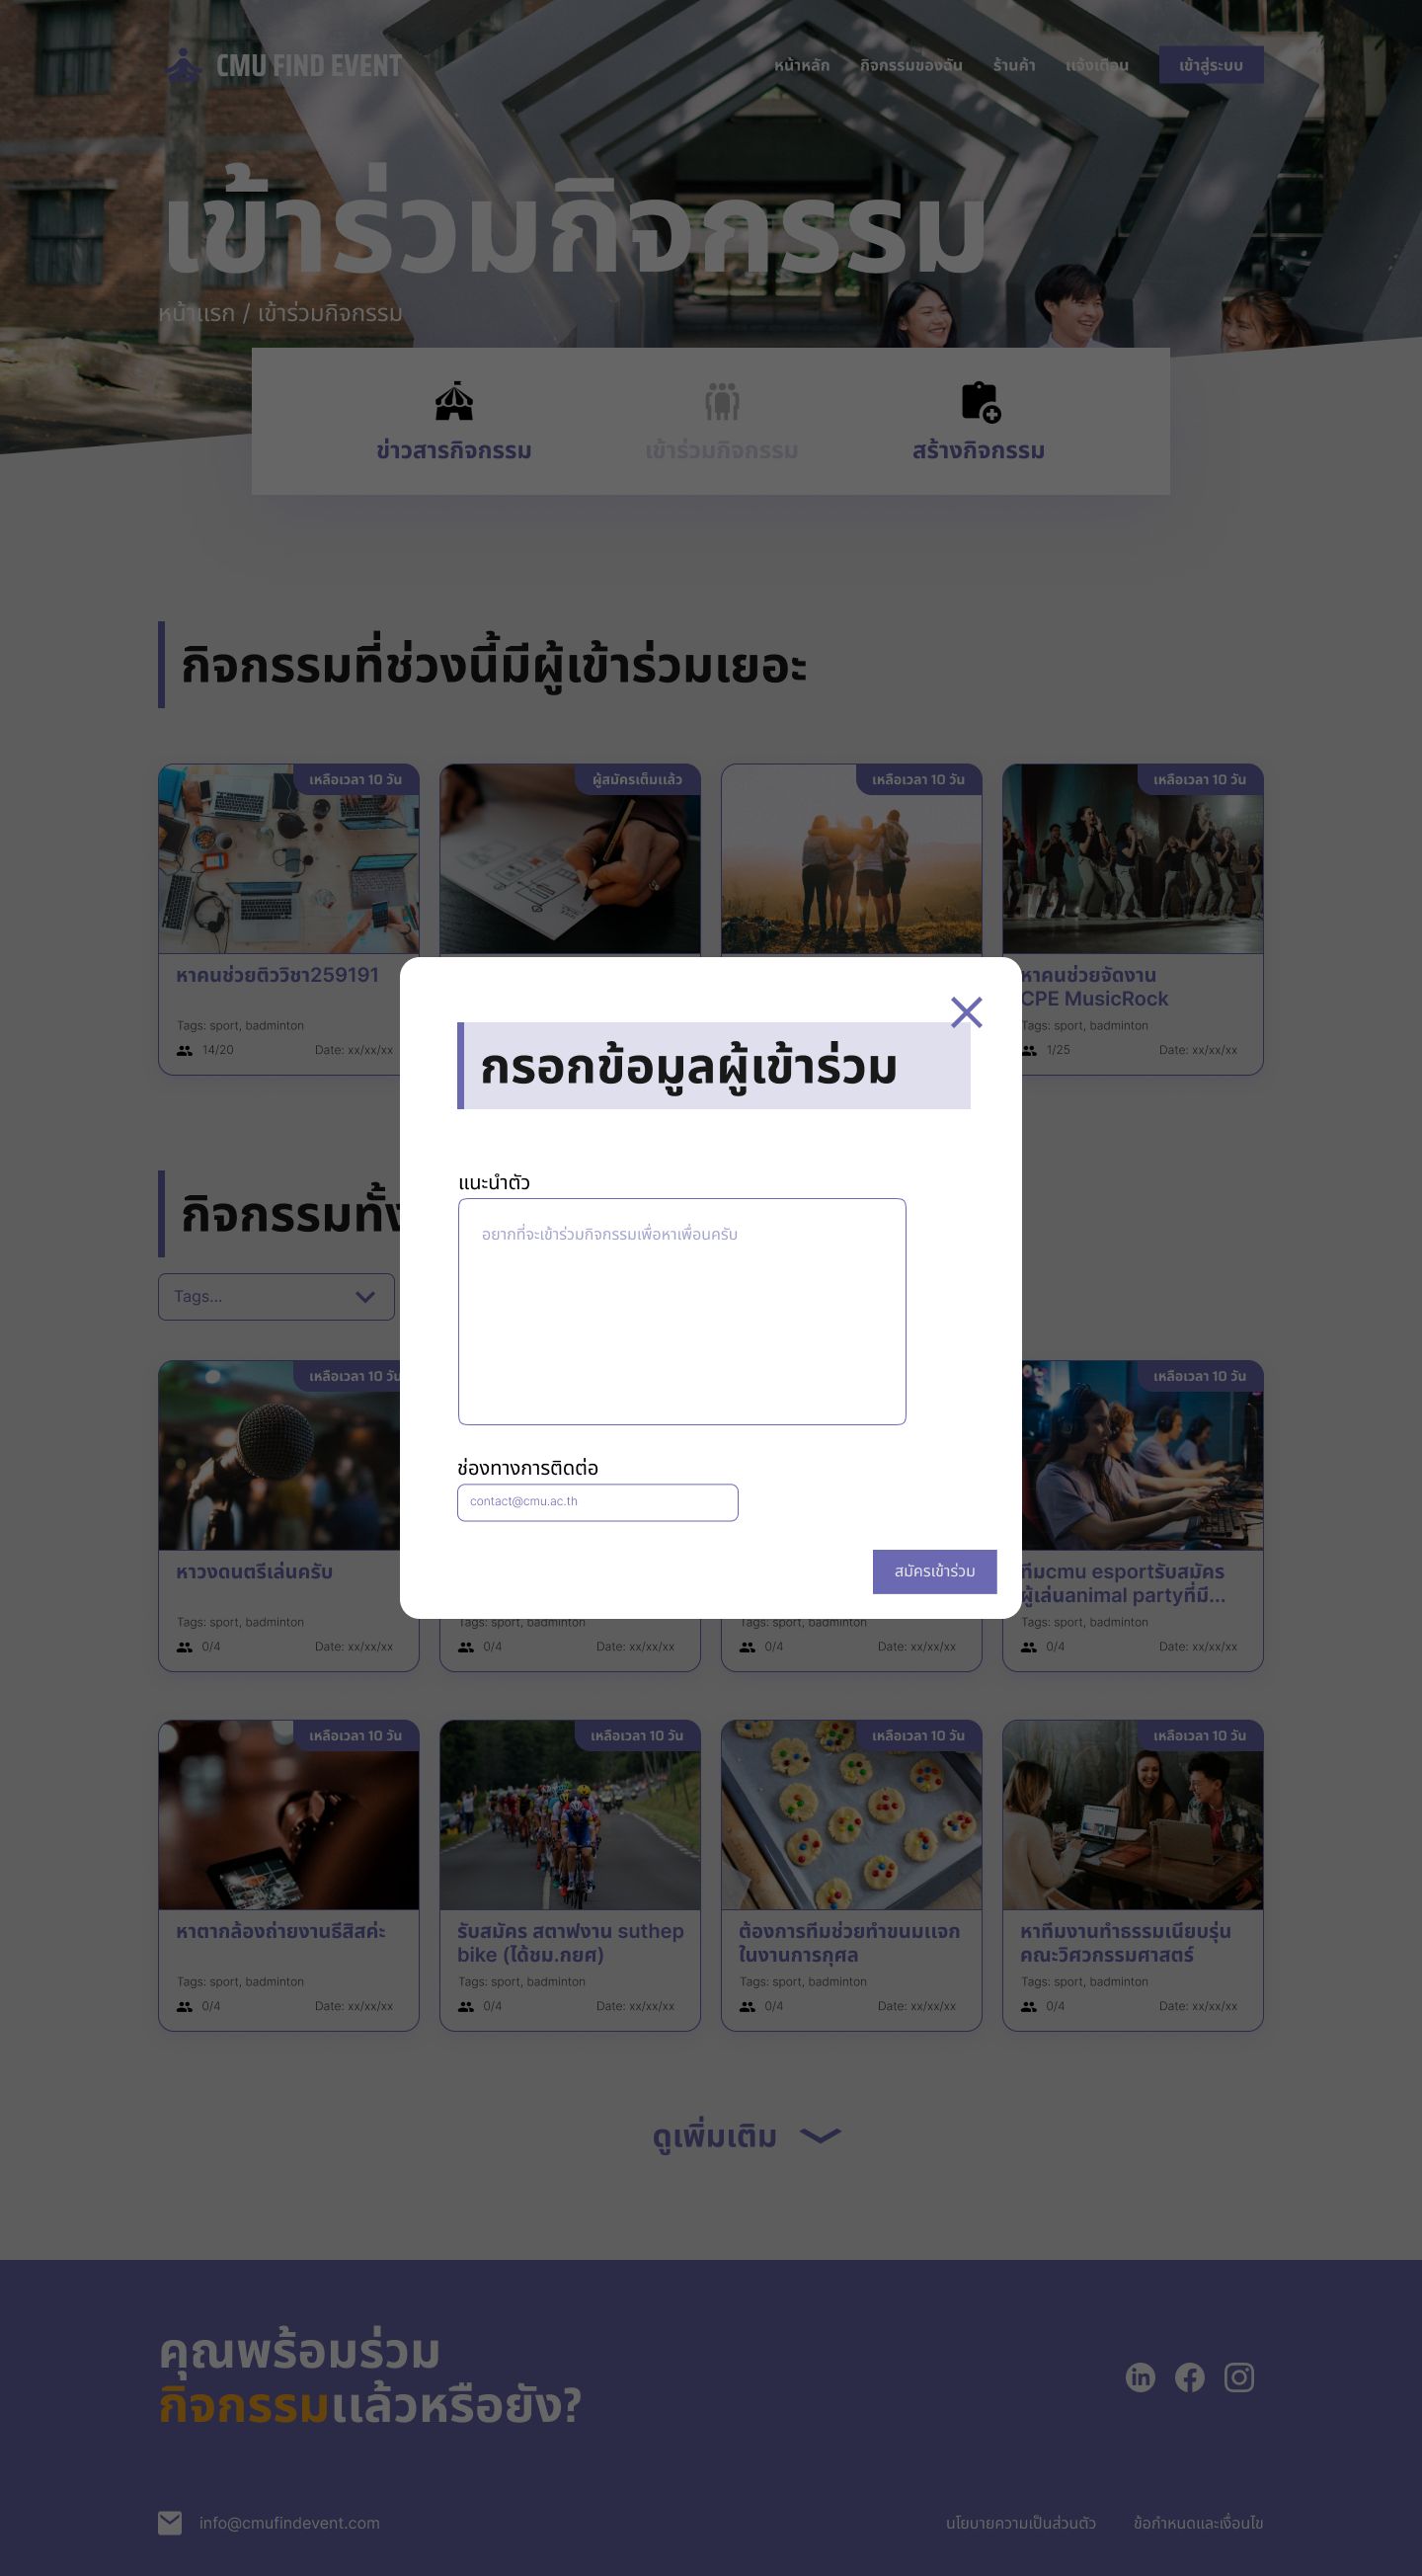 CMU FIND EVENT
หน้าหลัก
กิจกรรมของฉัน
ร้านค้า
แจ้งเตือน
เข้าสู่ระบบ
เข้าร่วมกิจกรรม
หน้าแรก / เข้าร่วมกิจกรรม
ข่าวสารกิจกรรม
เข้าร่วมกิจกรรม
สร้างกิจกรรม
กิจกรรมที่ช่วงนี้มีผู้เข้าร่วมเยอะ
เหลือเวลา 10 วัน
ผู้สมัครเต็มแล้ว
เหลือเวลา 10 วัน
เหลือเวลา 10 วัน
หาคนช่วยติววิชา259191
Tags: sport, badminton
14/20
Date: xx/xx/xx
หาคนช่วยจัดงาน
CPE MusicRock
Tags: sport, badminton
1/25
Date: xx/xx/xx
กรอกข้อมูลผู้เข้าร่วม
แนะนำตัว
อยากที่จะเข้าร่วมกิจกรรมเพื่อหาเพื่อนครับ
ช่องทางการติดต่อ
contact@cmu.ac.th
สมัครเข้าร่วม
กิจกรรมทั้ง
Tags...
เหลือเวลา 10 วัน
เหลือเวลา 10 วัน
หาวงดนตรีเล่นครับ
Tags: sport, badminton
0/4
Date: xx/xx/xx
Tags: sport, badminton
0/4
Date: xx/xx/xx
Tags: sport, badminton
0/4
Date: xx/xx/xx
ทีมcmu esportรับสมัคร
ผู้เล่นanimal partyที่มี...
Tags: sport, badminton
0/4
Date: xx/xx/xx
เหลือเวลา 10 วัน
เหลือเวลา 10 วัน
เหลือเวลา 10 วัน
เหลือเวลา 10 วัน
หาตากล้องถ่ายงานธีสิสค่ะ
Tags: sport, badminton
0/4
Date: xx/xx/xx
รับสมัคร สตาฟงาน suthep
bike (ได้ชม.กยศ)
Tags: sport, badminton
0/4
Date: xx/xx/xx
ต้องการทีมช่วยทำขนมแจก
ในงานการกุศล
Tags: sport, badminton
0/4
Date: xx/xx/xx
หาทีมงานทำธรรมเนียบรุ่น
คณะวิศวกรรมศาสตร์
Tags: sport, badminton
0/4
Date: xx/xx/xx
ดูเพิ่มเติม
คุณพร้อมร่วม
กิจกรรมแล้วหรือยัง?
info@cmufindevent.com
นโยบายความเป็นส่วนตัว
ข้อกำหนดและเงื่อนไข